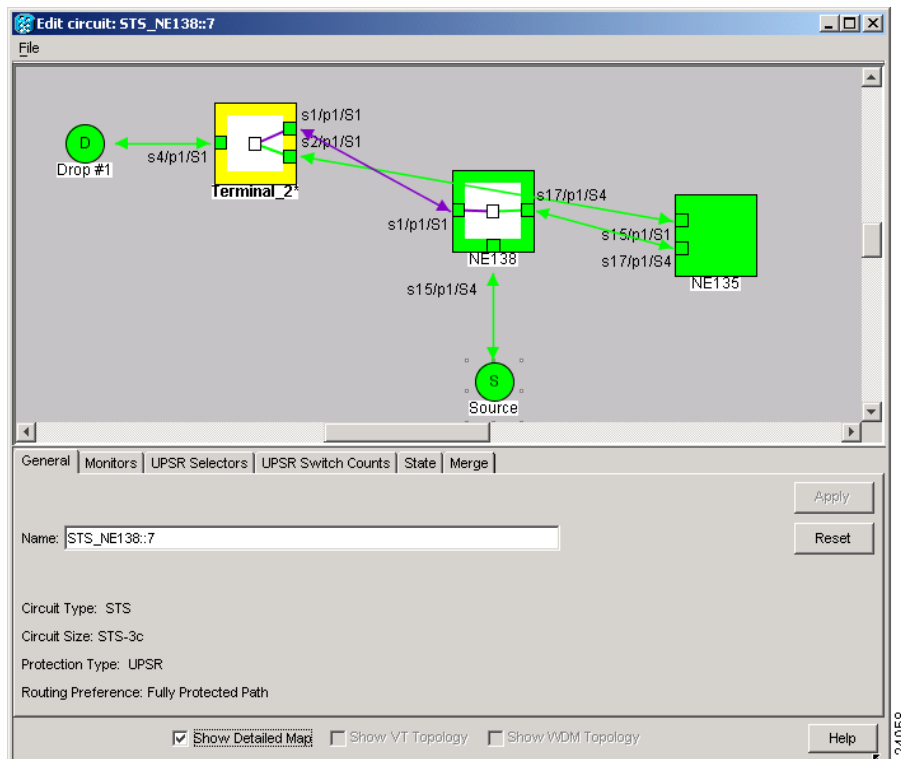 Edit circuit: STS_NE138::7
File
s1/p1/S1
D
s4/p1/S1
s2/p1/S1
Drop #1
Terminal_2*
s17/p1/S4
s1/p1/S1
s15/p1/S1
NE138
s17/p1/S4
NE135
s15/p1/S4
S
Source
General Monitors UPSR Selectors UPSR Switch Counts State Merge
Apply
Name: STS_NE138::7
Reset
Circuit Type: STS
Circuit Size: STS-3c
Protection Type: UPSR
Routing Preference: Fully Protected Path
Show Detailed Map Show VT Topology Show WDM Topology Help